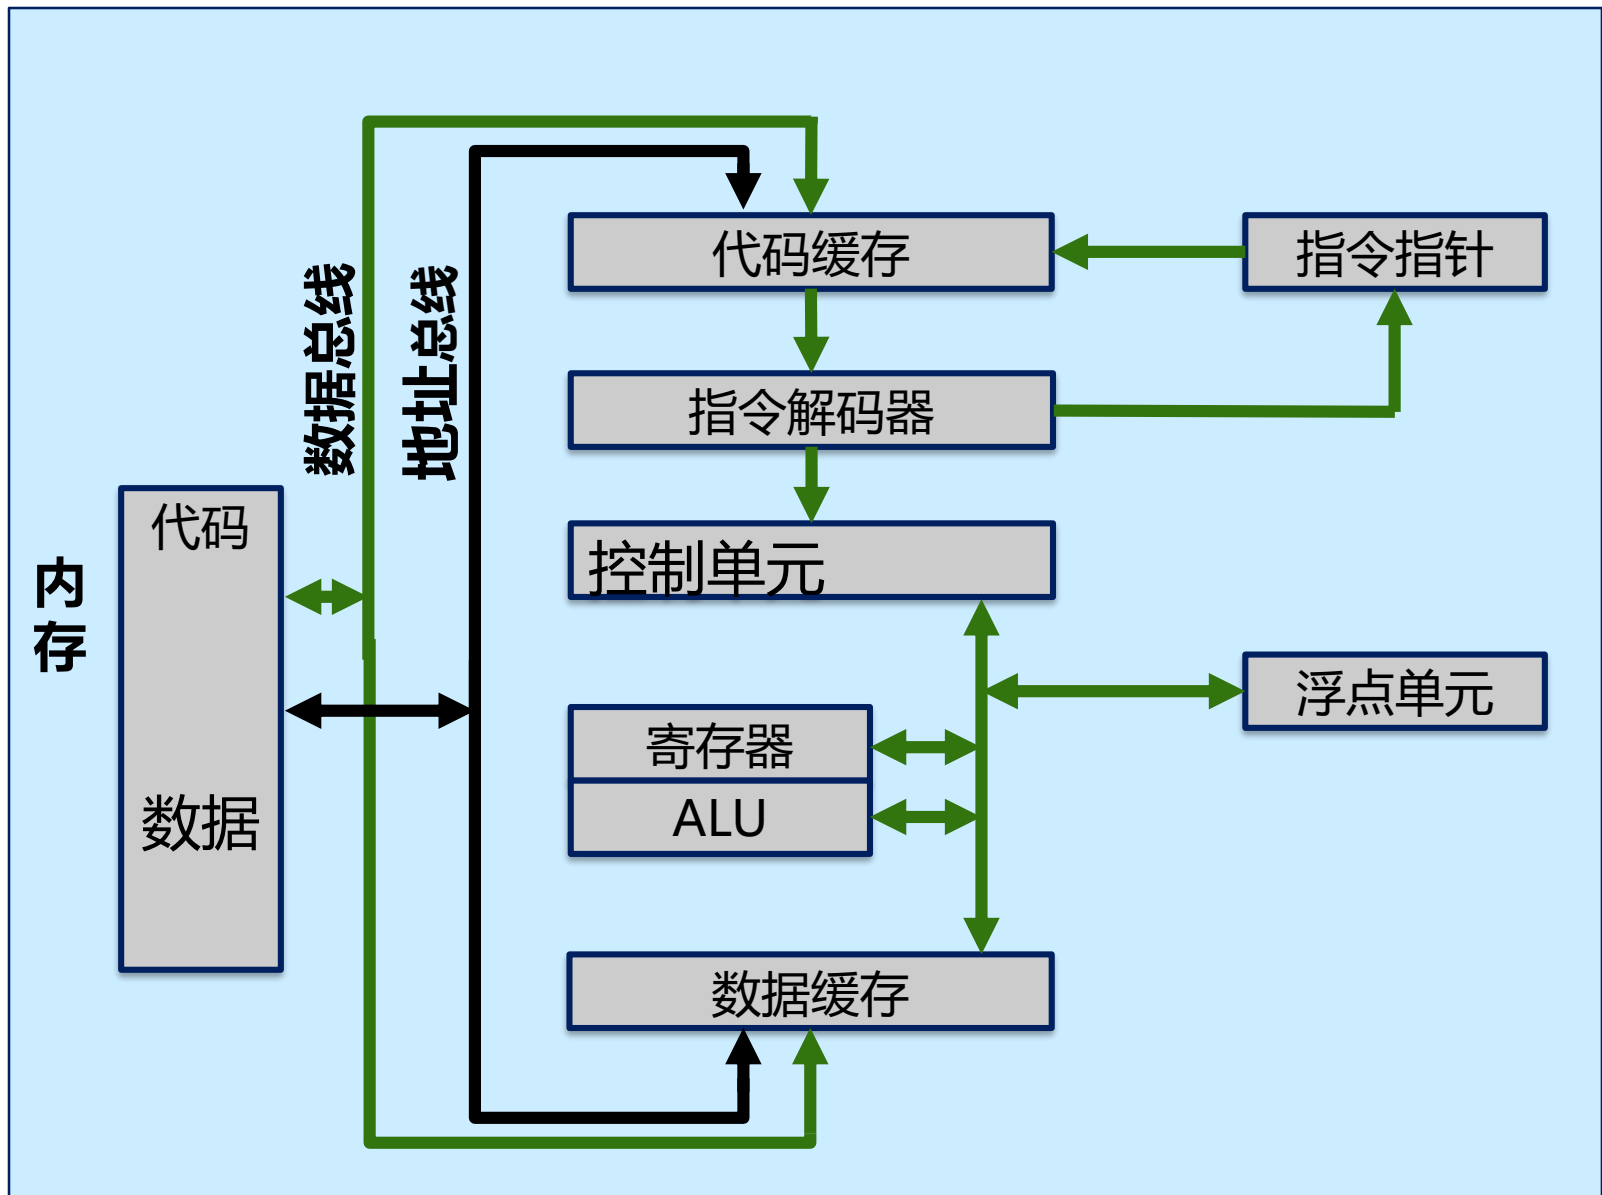 数据总线
地址总线
代码缓存
指令指针
指令解码器
控制单元
内
存
代码
数据
浮点单元
寄存器
ALU
数据缓存